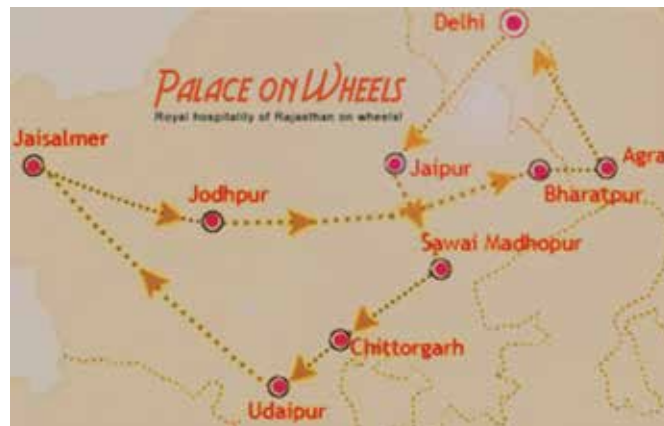 Delhi
PALACE ON WHEELS
Royal hospitality of Rajasthan on wheels!
Jaisalmer
Jaipur
Agra
Bharatpur
Jodhpur
Sawai Madhopur
Chittorgarh
Udaipur